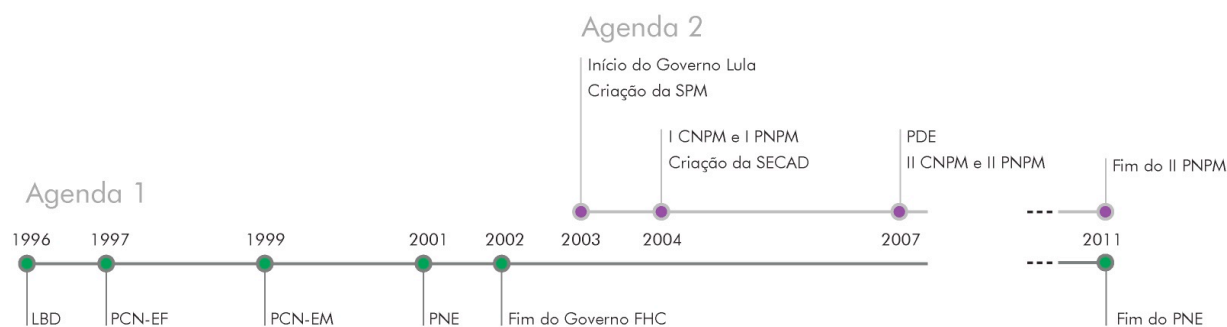 Agenda 2
Início do Governo Lula
Criação da SPM
I CNPM e I PNPM
Criação da SECAD
PDE
II CNPM e II PNPM
Fim do II PNPM
Agenda 1
1996 1997 1999 2001 2002 2003 2004 2007 2011
LBD PCN-EF PCN-EM PNE Fim do Governo FHC Fim do PNE